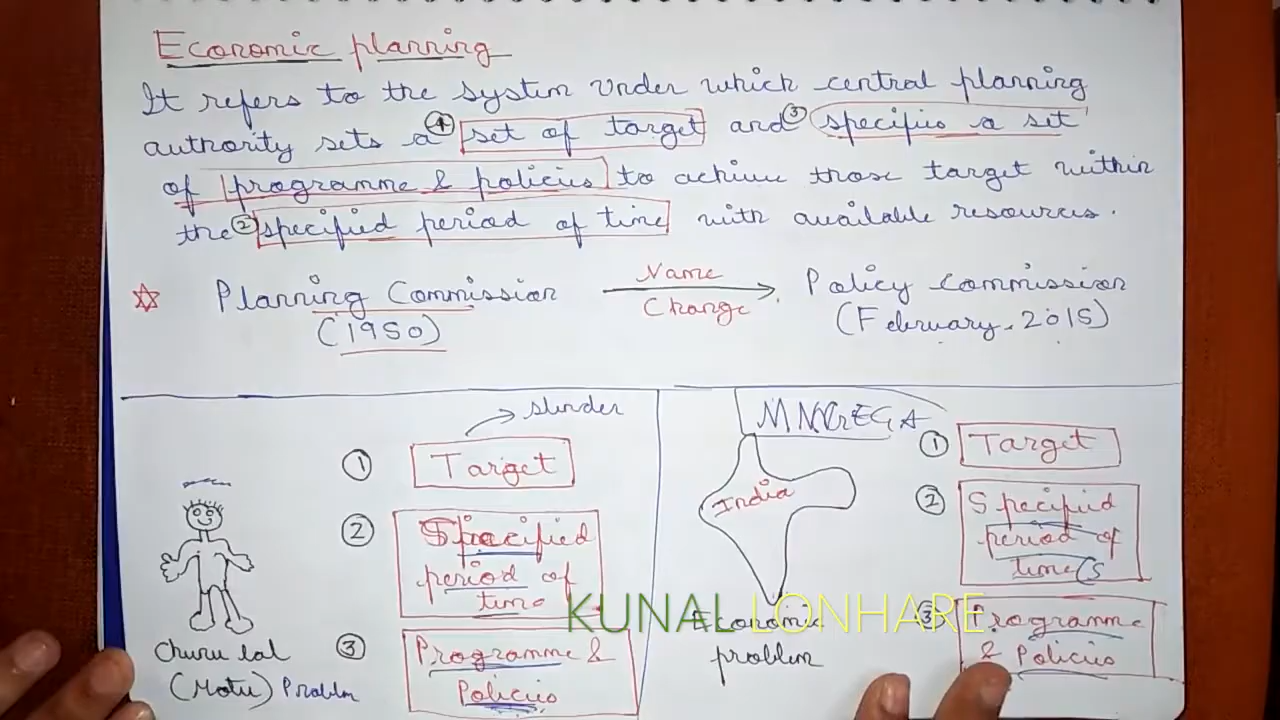 Economic planning
It refers to the system under which central planning
authority sets a ④ set of target and ③ specifies a set
of programme & policies to achieve those target within
the ② specified period of time with available resources.
Planning Commission
(1950)
Name
Change
Policy Commission
(February, 2015)
slender
① Target
② Specified
period of
time
③ Programme &
Policies
Churu lal
(Motu) Problem
MNREGA
India
Economic
problem
① Target
② Specified
period of
time (5
③ Programme
& Policies
KUNAL LONHARE